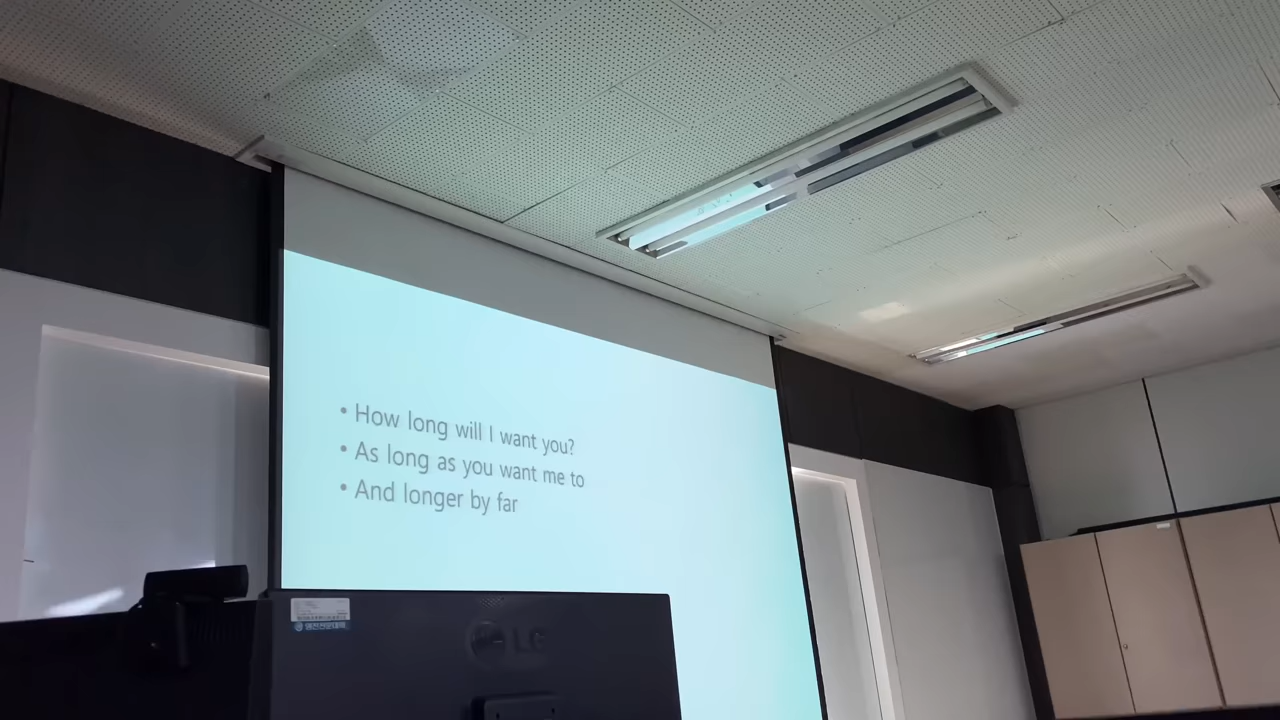 • How long will I want you?
• As long as you want me to
• And longer by far
LG